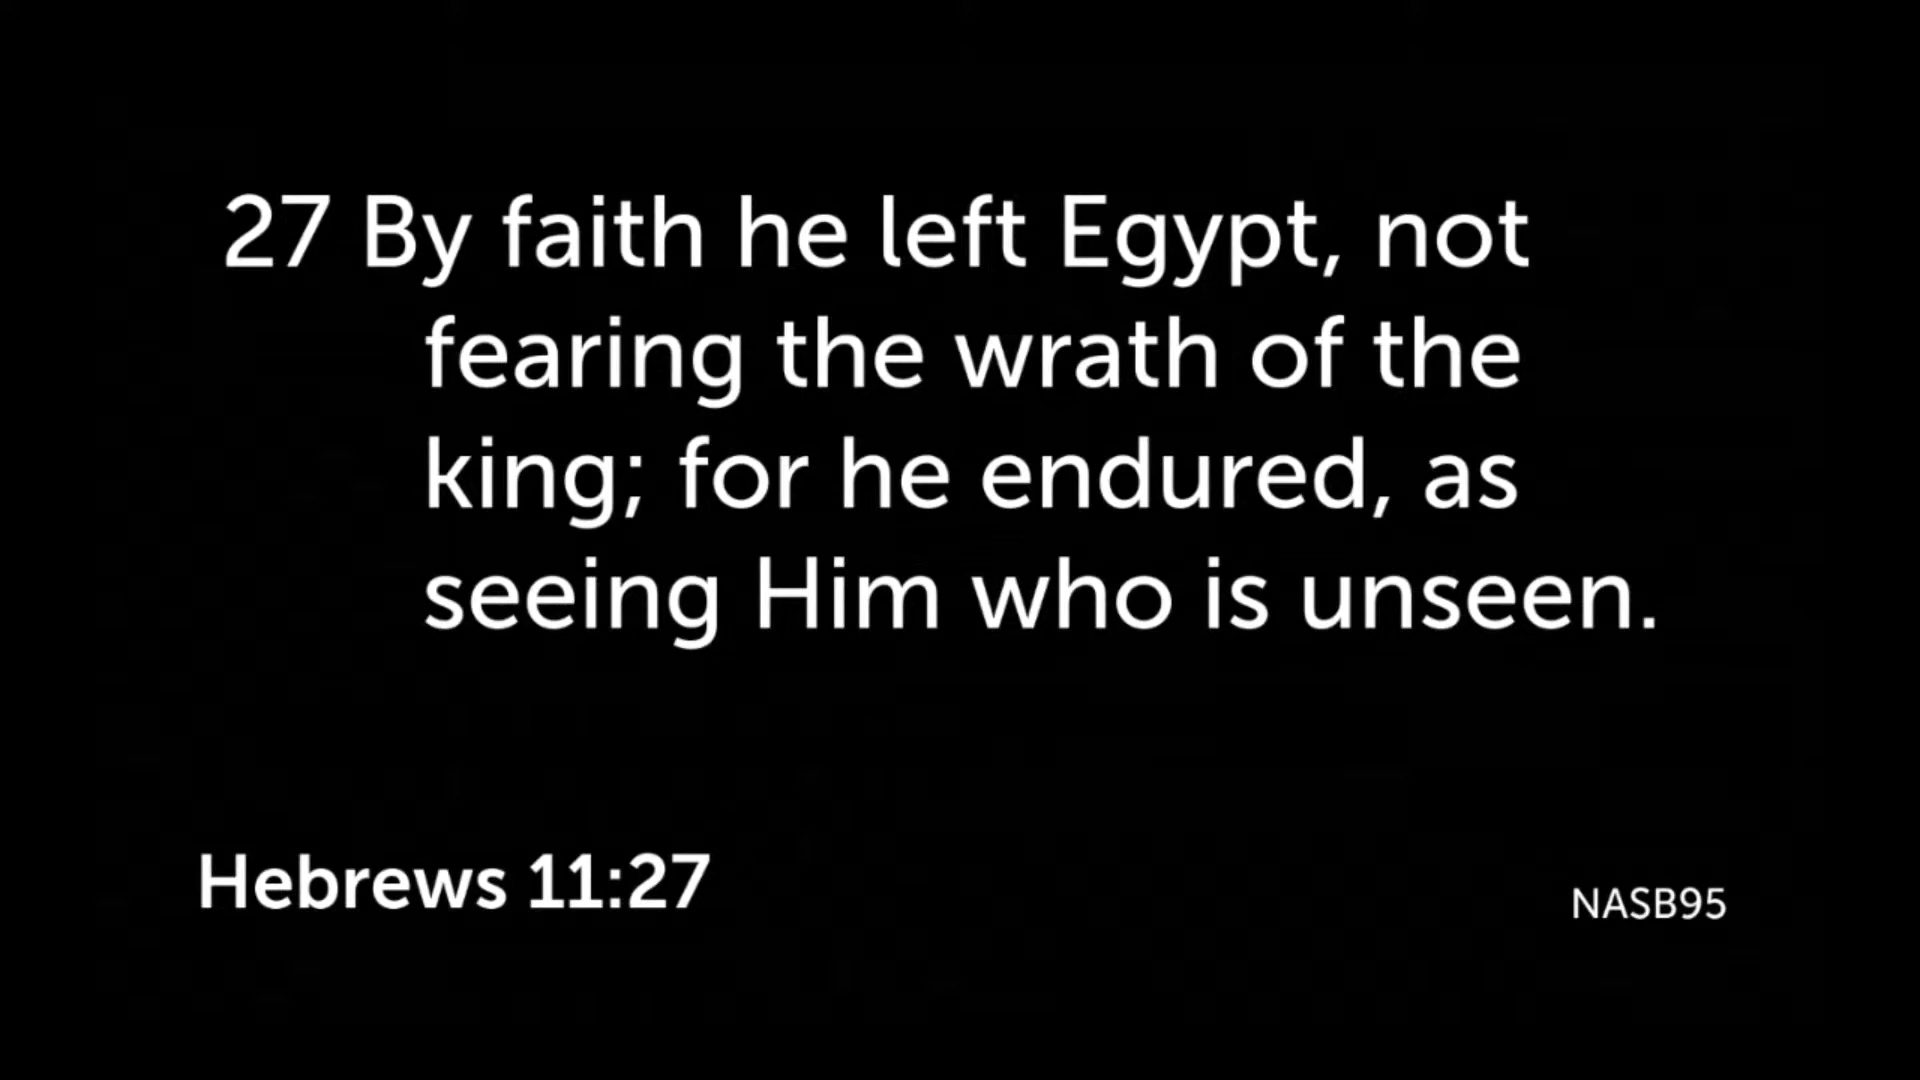 27 By faith he left Egypt, not
fearing the wrath of the
king; for he endured, as
seeing Him who is unseen.
Hebrews 11:27
NASB95